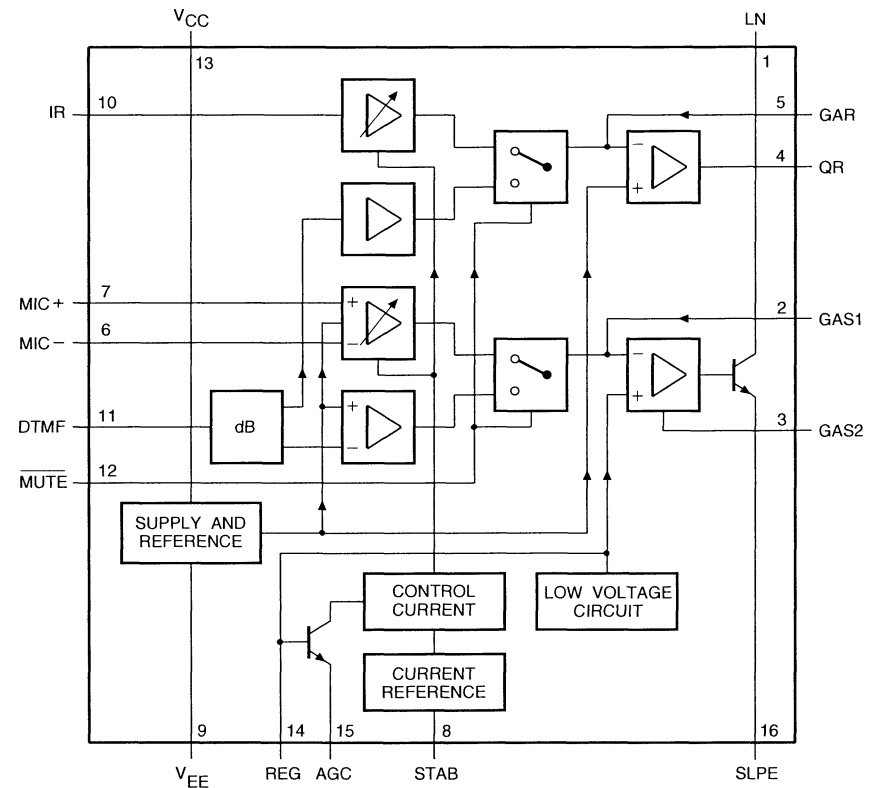 VCC
LN
13
1
IR
10
5
GAR
4
QR
−
+
MIC+
7
+
MIC−
6
−
2
GAS1
−
+
DTMF
11
dB
+
−
3
GAS2
MUTE
12
SUPPLY AND
REFERENCE
CONTROL
CURRENT
LOW VOLTAGE
CIRCUIT
CURRENT
REFERENCE
9
14
15
8
16
VEE
REG
AGC
STAB
SLPE